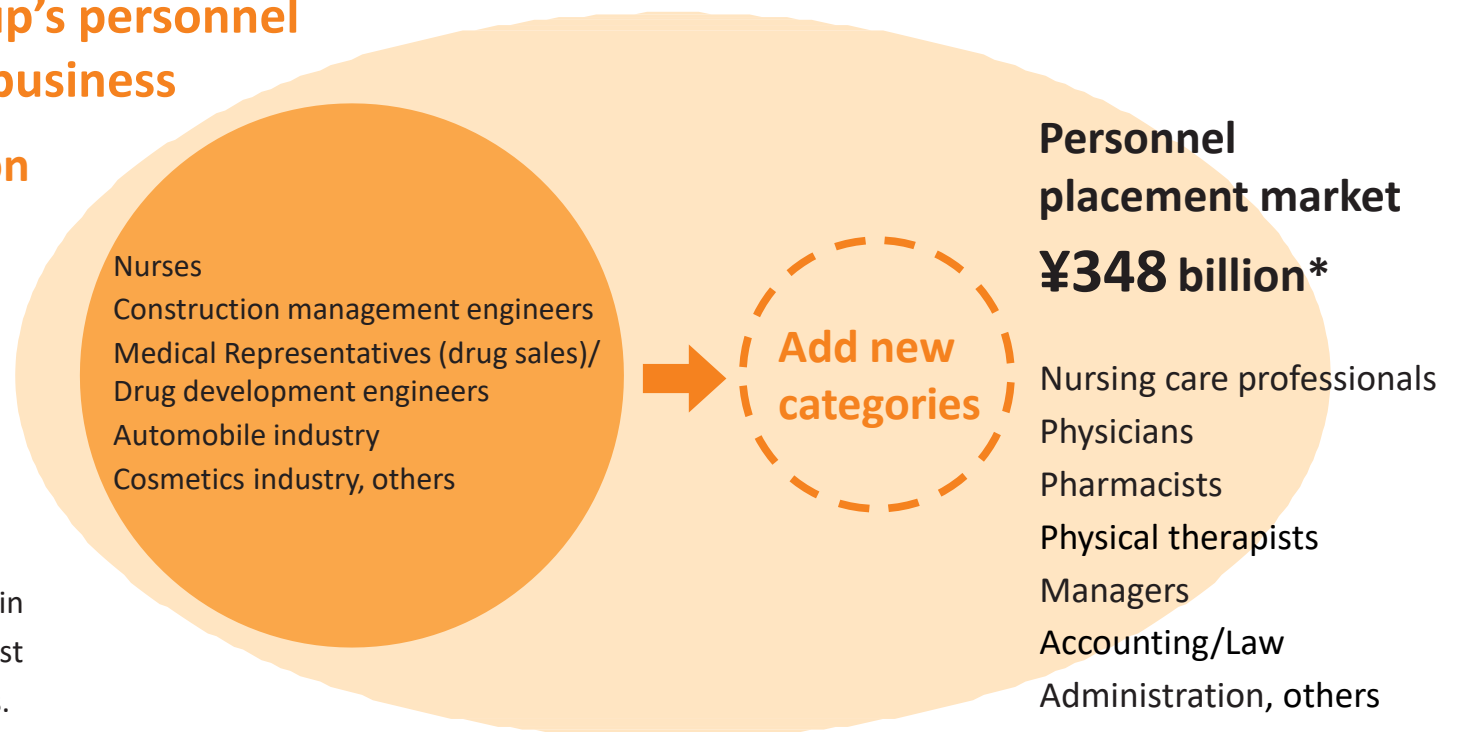 up's personnel
business
on
in
st
.
Nurses
Construction management engineers
Medical Representatives (drug sales)/
Drug development engineers
Automobile industry
Cosmetics industry, others
Add new
categories
Personnel
placement market
¥348 billion*
Nursing care professionals
Physicians
Pharmacists
Physical therapists
Managers
Accounting/Law
Administration, others